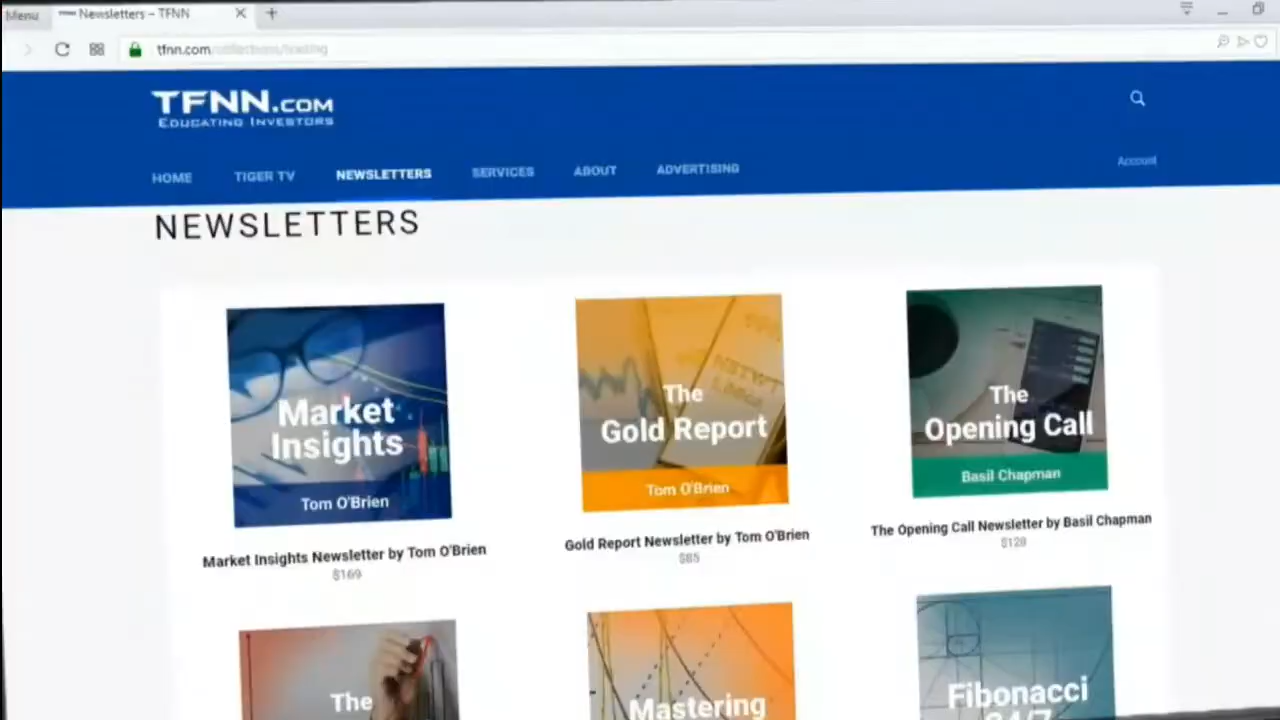 Menu
Newsletters – TFNN
tfnn.com
TFNN.COM
EDUCATING INVESTORS
HOME TIGER TV NEWSLETTERS SERVICES ABOUT ADVERTISING
Account
NEWSLETTERS
Market
Insights
Tom O'Brien
Market Insights Newsletter by Tom O'Brien
$169
The
Gold Report
Tom O'Brien
Gold Report Newsletter by Tom O'Brien
$85
The
Opening Call
Basil Chapman
The Opening Call Newsletter by Basil Chapman
$128
The
Mastering
Fibonacci
24/7